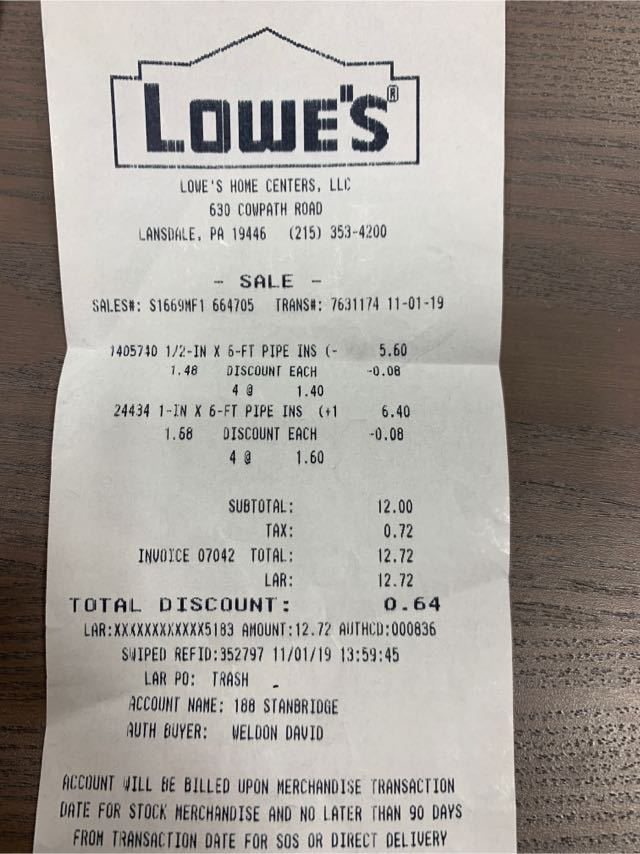 LOWE'S®
LOWE'S HOME CENTERS, LLC
630 COWPATH ROAD
LANSDALE, PA 19446 (215) 353-4200
- SALE -
SALES#: S1669MF1 664705 TRANS#: 7631174 11-01-19
1405740 1/2-IN X 6-FT PIPE INS (- 5.60
1.48 DISCOUNT EACH -0.08
4 @ 1.40
24434 1-IN X 6-FT PIPE INS (+1 6.40
1.68 DISCOUNT EACH -0.08
4 @ 1.60
SUBTOTAL: 12.00
TAX: 0.72
INVOICE 07042 TOTAL: 12.72
LAR: 12.72
TOTAL DISCOUNT: 0.64
LAR:XXXXXXXXXXXX5183 AMOUNT:12.72 AUTHCD:000836
SWIPED REFID:352797 11/01/19 13:59:45
LAR PO: TRASH
ACCOUNT NAME: 188 STANBRIDGE
AUTH BUYER: WELDON DAVID
ACCOUNT WILL BE BILLED UPON MERCHANDISE TRANSACTION
DATE FOR STOCK MERCHANDISE AND NO LATER THAN 90 DAYS
FROM TRANSACTION DATE FOR SOS OR DIRECT DELIVERY